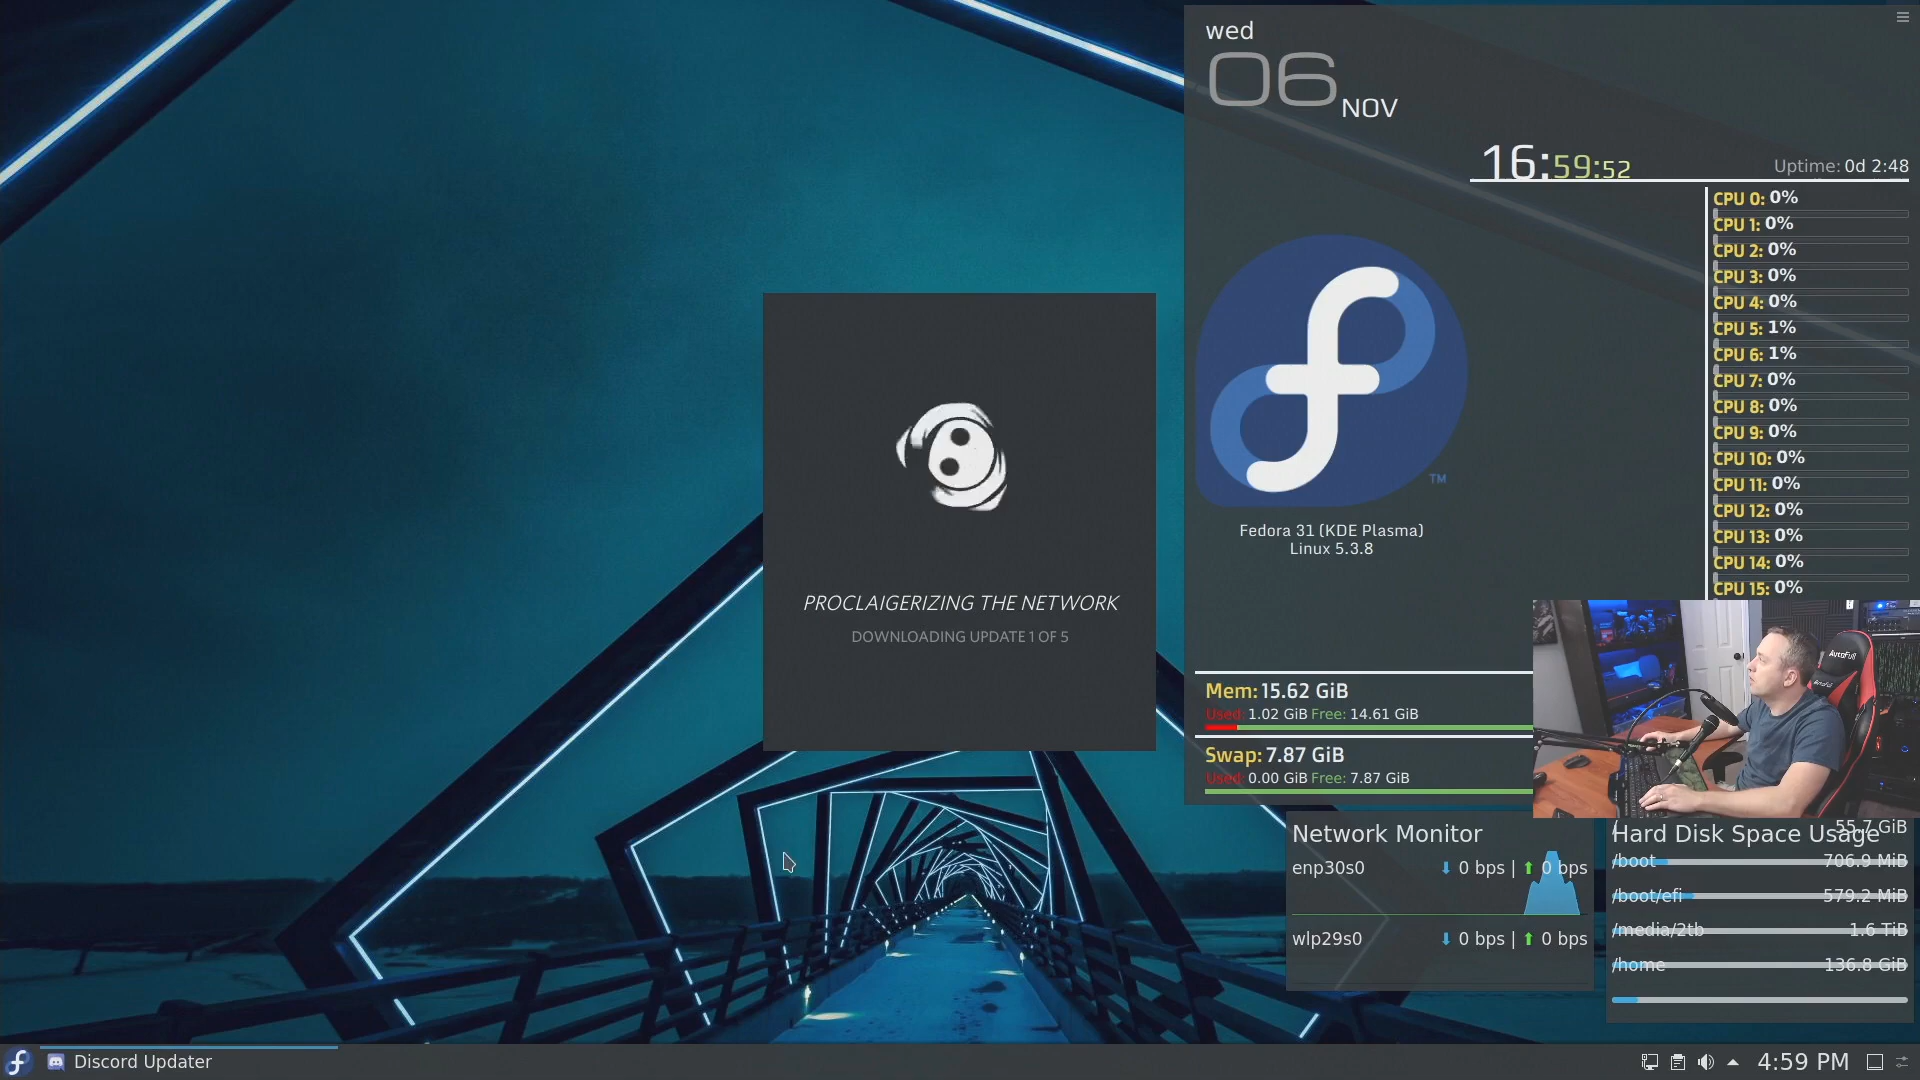 wed
06 NOV
16:59:52
Uptime: 0d 2:48
CPU 0: 0%
CPU 1: 0%
CPU 2: 0%
CPU 3: 0%
CPU 4: 0%
CPU 5: 1%
CPU 6: 1%
CPU 7: 0%
CPU 8: 0%
CPU 9: 0%
CPU 10: 0%
CPU 11: 0%
CPU 12: 0%
CPU 13: 0%
CPU 14: 0%
CPU 15: 0%
TM
Fedora 31 (KDE Plasma)
Linux 5.3.8
PROCLAIGERIZING THE NETWORK
DOWNLOADING UPDATE 1 OF 5
Mem: 15.62 GiB
Used: 1.02 GiB Free: 14.61 GiB
Swap: 7.87 GiB
Used: 0.00 GiB Free: 7.87 GiB
AutoFull
Network Monitor
enp30s0 0 bps | 0 bps
wlp29s0 0 bps | 0 bps
Hard Disk Space Usage
/ 55.7 GiB
/boot 706.9 MiB
/boot/efi 579.2 MiB
/media/2tb 1.6 TiB
/home 136.8 GiB
Discord Updater
4:59 PM